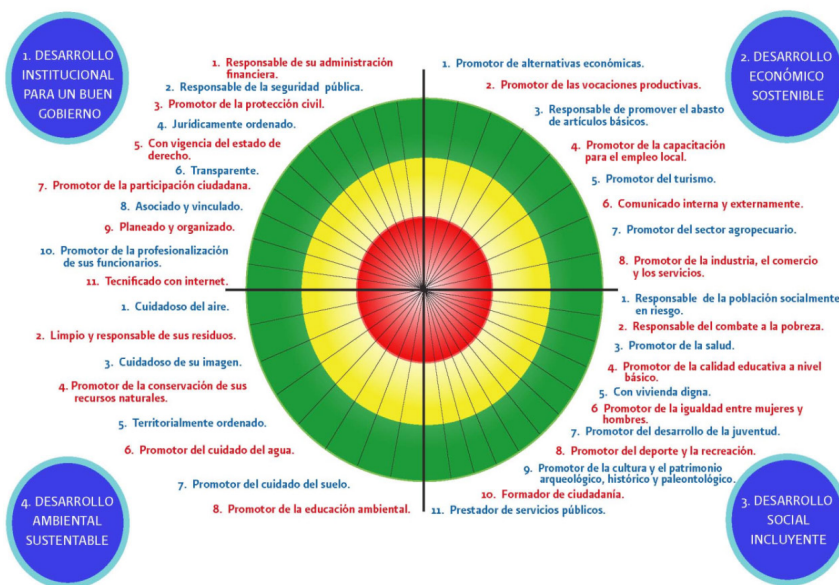 1. DESARROLLO
INSTITUCIONAL
PARA UN BUEN
GOBIERNO
1. Responsable de su administración
financiera.
2. Responsable de la seguridad pública.
3. Promotor de la protección civil.
4. Jurídicamente ordenado.
5. Con vigencia del estado de
derecho.
6. Transparente.
7. Promotor de la participación ciudadana.
8. Asociado y vinculado.
9. Planeado y organizado.
10. Promotor de la profesionalización
de sus funcionarios.
11. Tecnificado con internet.
2. DESARROLLO
ECONÓMICO
SOSTENIBLE
1. Promotor de alternativas económicas.
2. Promotor de las vocaciones productivas.
3. Responsable de promover el abasto
de artículos básicos.
4. Promotor de la capacitación
para el empleo local.
5. Promotor del turismo.
6. Comunicado interna y externamente.
7. Promotor del sector agropecuario.
8. Promotor de la industria, el comercio
y los servicios.
1. Responsable de la población socialmente
en riesgo.
2. Responsable del combate a la pobreza.
3. Promotor de la salud.
4. Promotor de la calidad educativa a nivel
básico.
5. Con vivienda digna.
6 Promotor de la igualdad entre mujeres y
hombres.
7. Promotor del desarrollo de la juventud.
8. Promotor del deporte y la recreación.
9. Promotor de la cultura y el patrimonio
arqueológico, histórico y paleontológico.
10. Formador de ciudadanía.
11. Prestador de servicios públicos.
3. DESARROLLO
SOCIAL
INCLUYENTE
1. Cuidadoso del aire.
2. Limpio y responsable de sus residuos.
3. Cuidadoso de su imagen.
4. Promotor de la conservación de sus
recursos naturales.
5. Territorialmente ordenado.
6. Promotor del cuidado del agua.
7. Promotor del cuidado del suelo.
8. Promotor de la educación ambiental.
4. DESARROLLO
AMBIENTAL
SUSTENTABLE